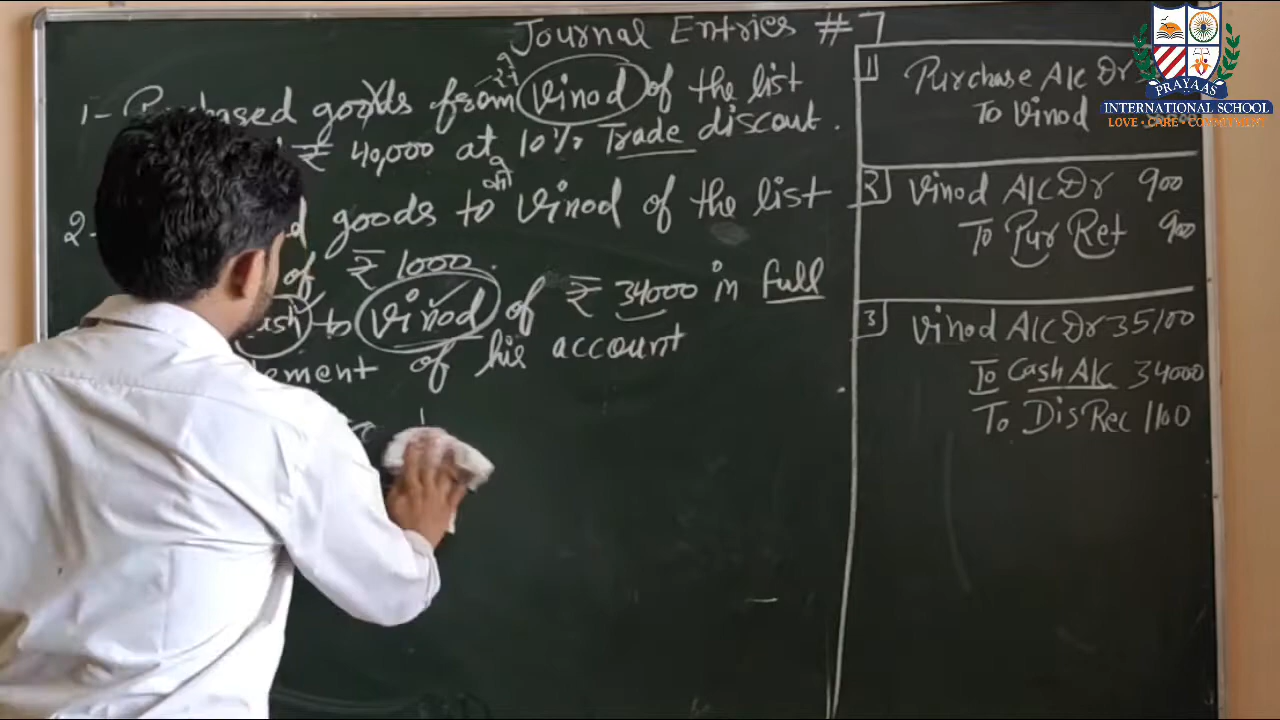 Journal Entries # 7
1- Purchased goods from Vinod of the list
₹ 40,000 at 10% Trade discout.
को
2- goods to Vinod of the list
of ₹ 1000.
to Vinod of ₹ 34000 in full
of his account
1] Purchase A/C Dr
To Vinod
2] Vinod A/C Dr 900
To Pur Ret 900
3] Vinod A/C Dr 35100
To Cash A/C 34000
To Dis Rec 1100
PRAYAAS
INTERNATIONAL SCHOOL
LOVE • CARE • COMMITMENT